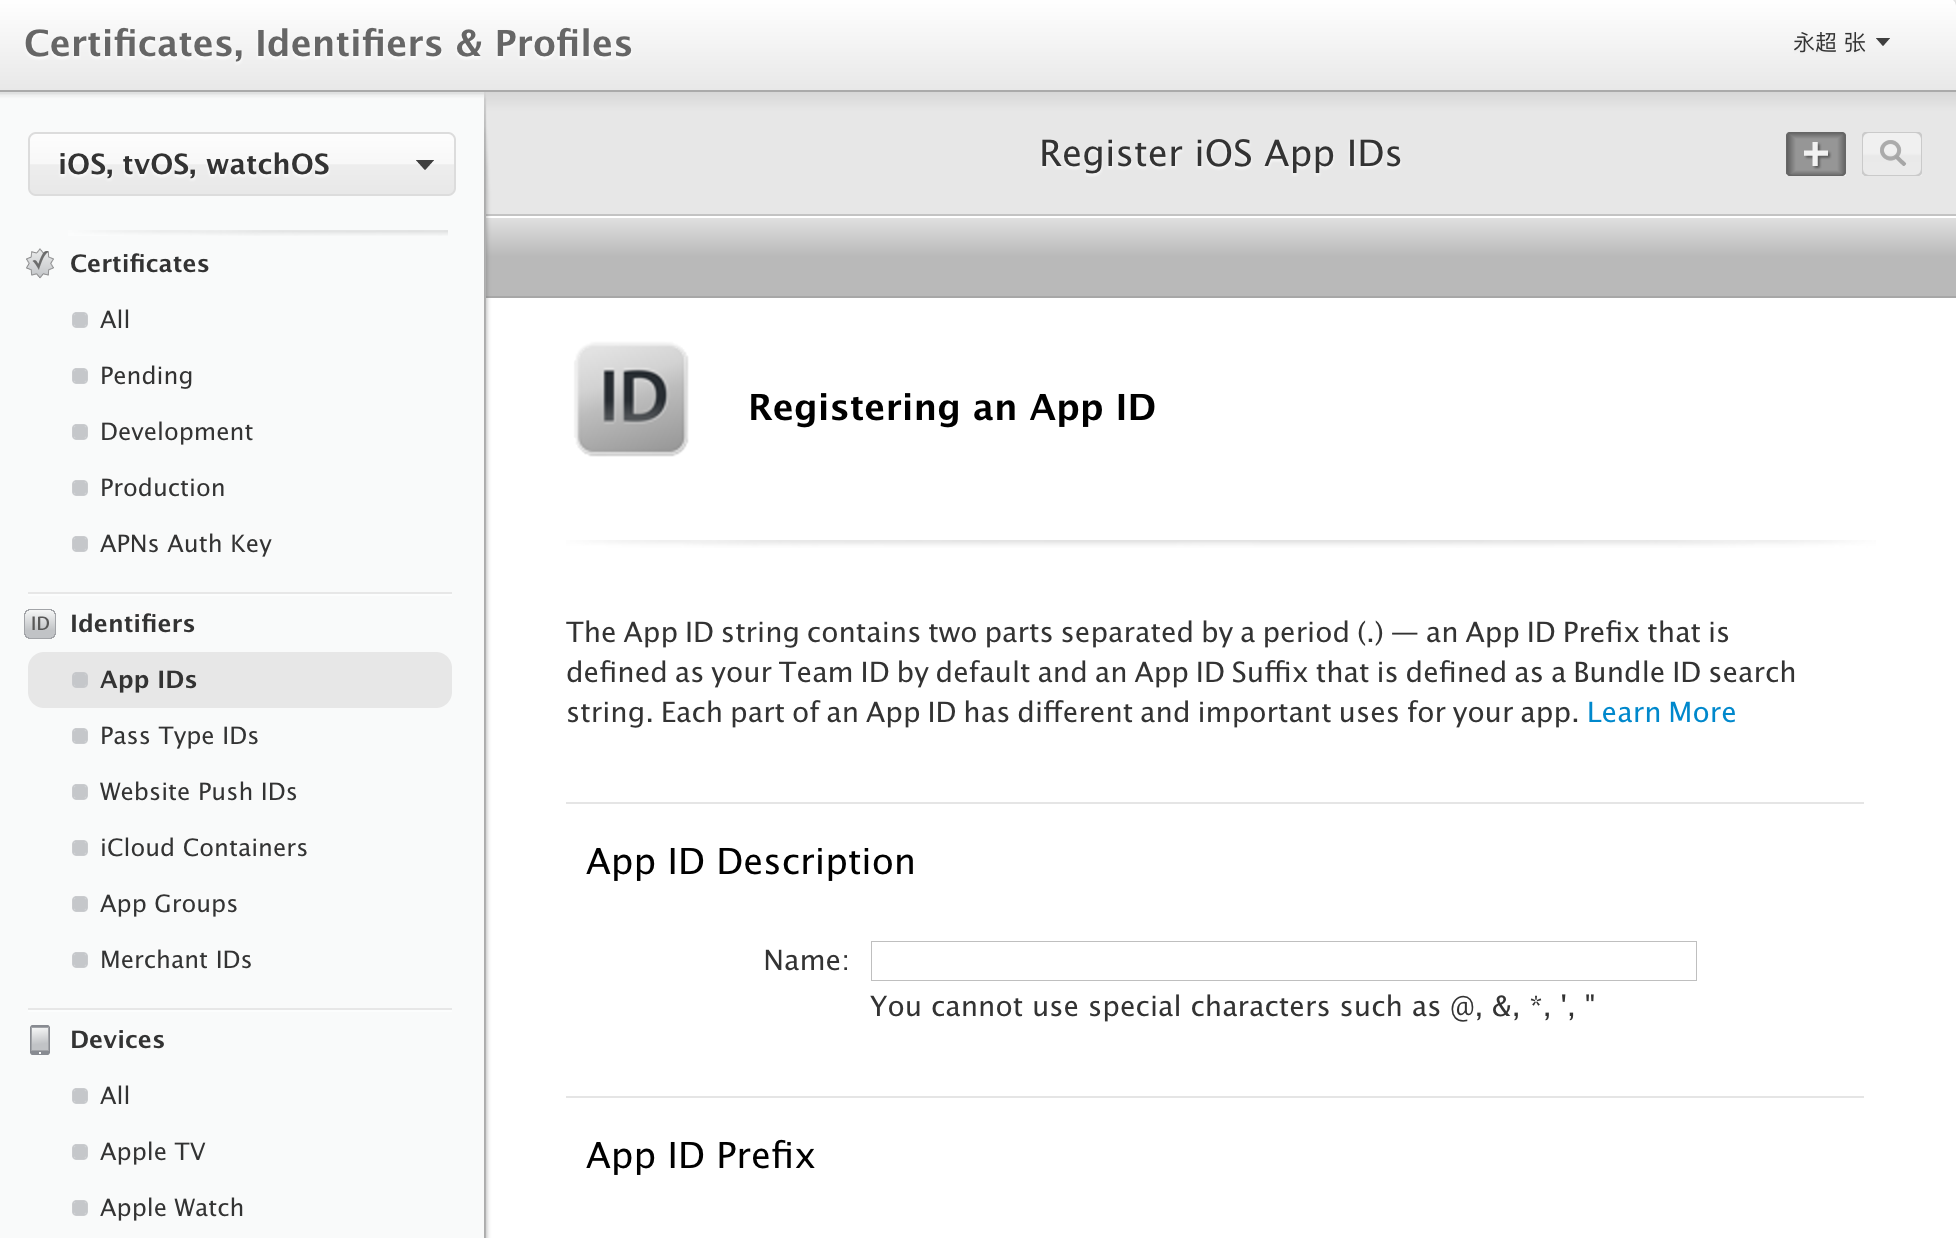 Certificates, Identifiers & Profiles
永超 张
iOS, tvOS, watchOS
Certificates
All
Pending
Development
Production
APNs Auth Key
ID
Identifiers
App IDs
Pass Type IDs
Website Push IDs
iCloud Containers
App Groups
Merchant IDs
Devices
All
Apple TV
Apple Watch
Register iOS App IDs
ID
Registering an App ID
The App ID string contains two parts separated by a period (.) — an App ID Prefix that is
defined as your Team ID by default and an App ID Suffix that is defined as a Bundle ID search
string. Each part of an App ID has different and important uses for your app. Learn More
App ID Description
Name:
You cannot use special characters such as @, &, *, ', "
App ID Prefix